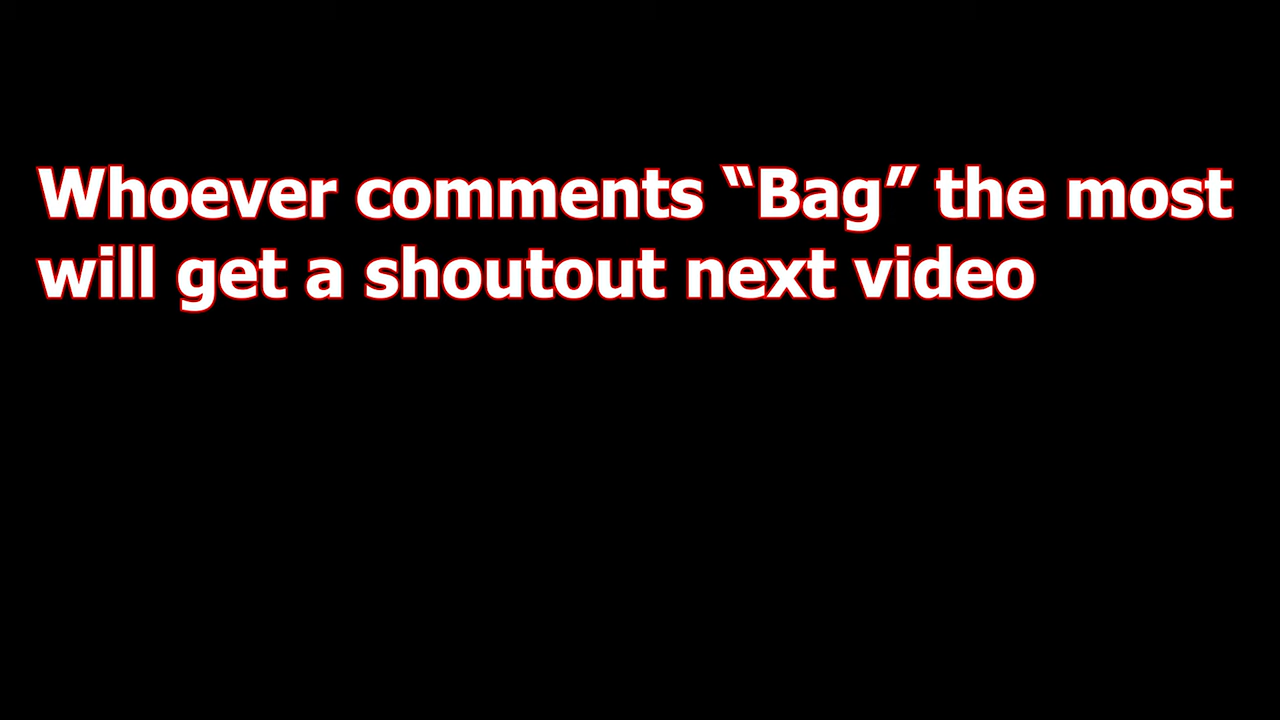 Whoever comments “Bag” the most
will get a shoutout next video